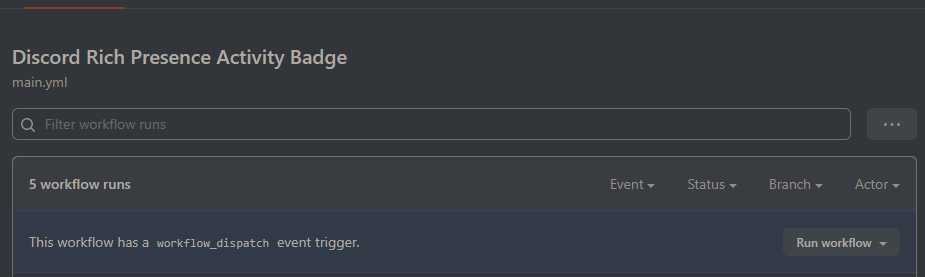 Discord Rich Presence Activity Badge
main.yml
Filter workflow runs
5 workflow runs Event Status Branch Actor
This workflow has a workflow_dispatch event trigger. Run workflow